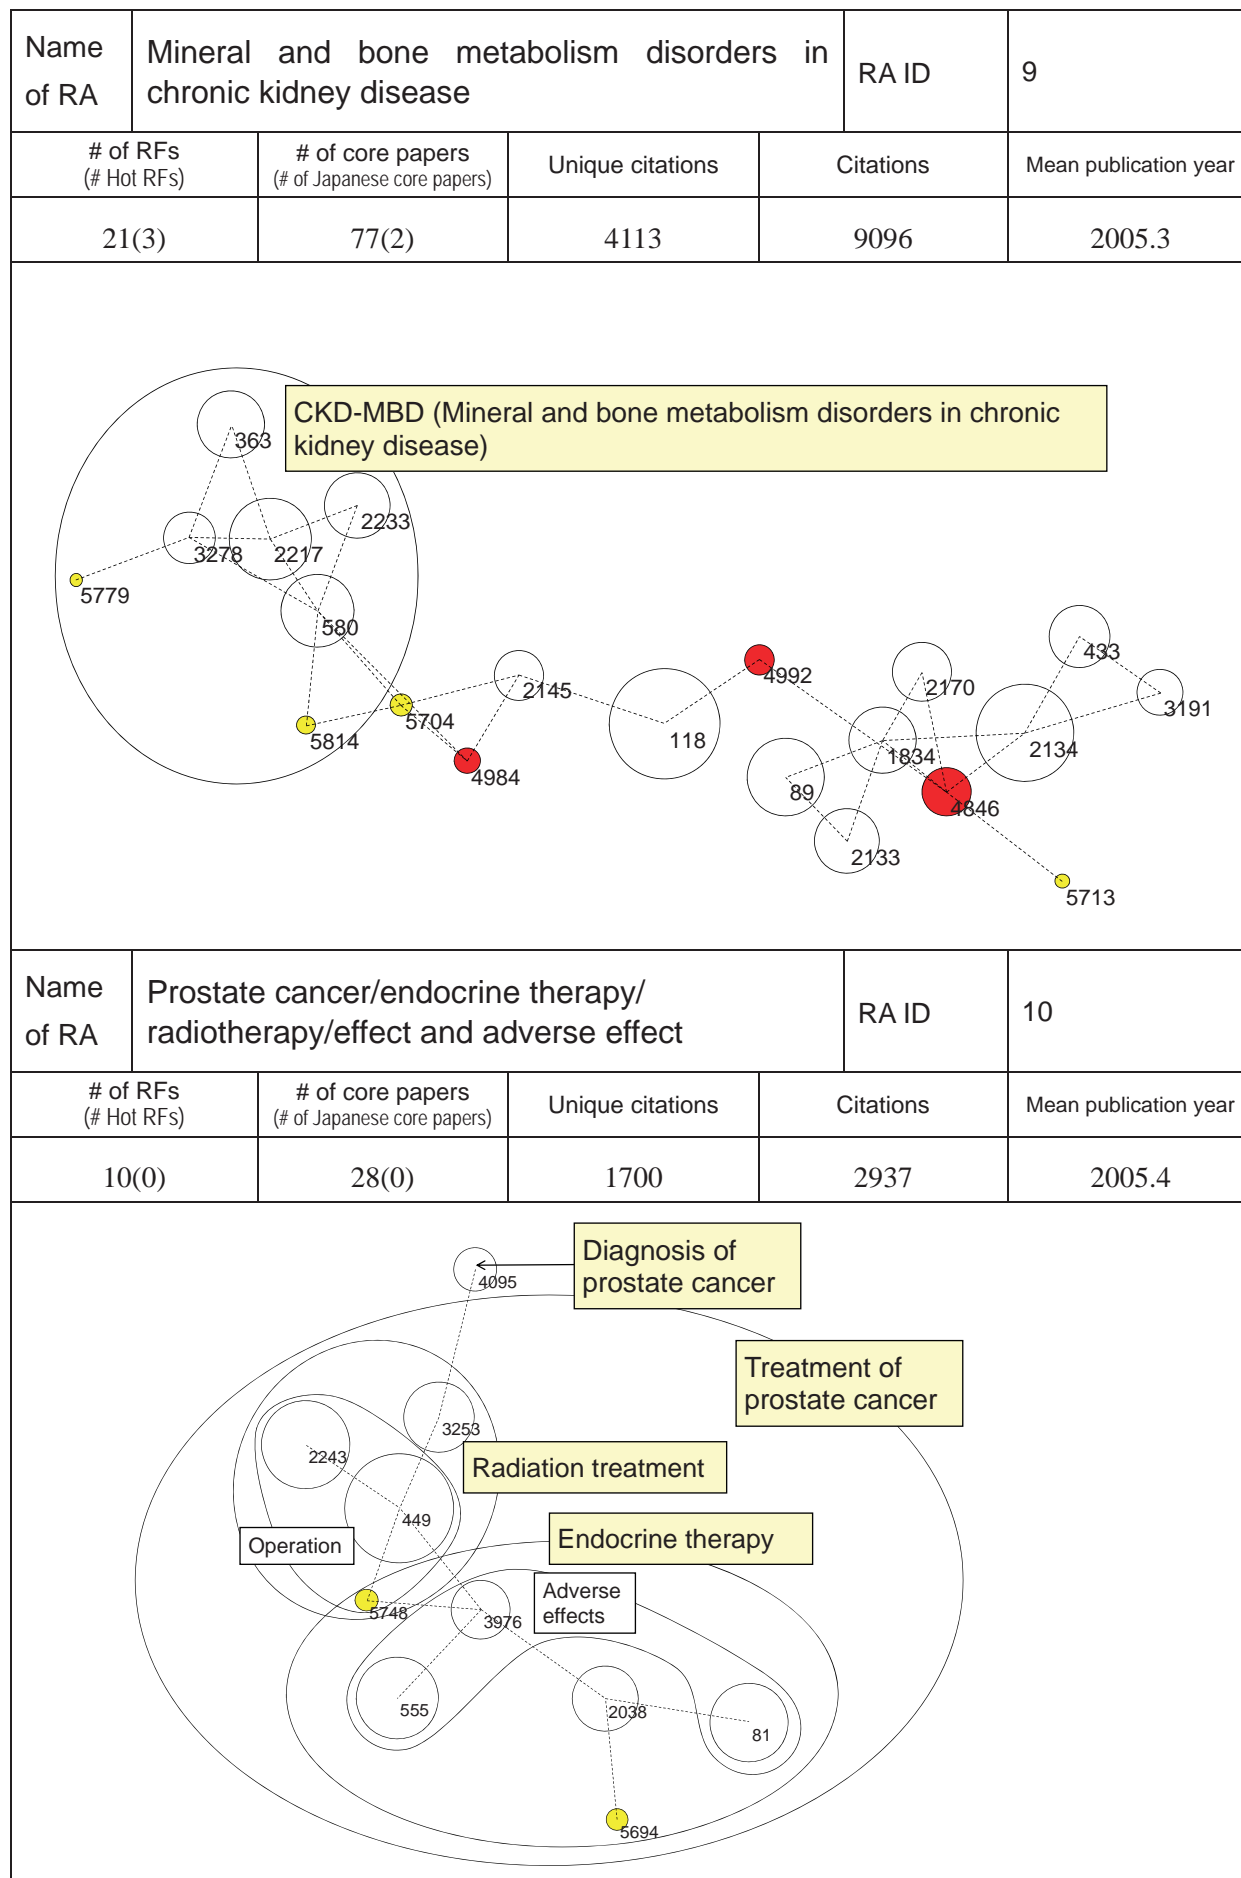 Name of RA
Mineral and bone metabolism disorders in
chronic kidney disease
RA ID
9
# of RFs
(# Hot RFs)
# of core papers
(# of Japanese core papers)
Unique citations
Citations
Mean publication year
21(3)
77(2)
4113
9096
2005.3
CKD-MBD (Mineral and bone metabolism disorders in chronic
kidney disease)
363
2233
3278
2217
5779
580
433
4992
2145
2170
3191
5704
5814
118
1834
2134
4984
89
4846
2133
5713
Name of RA
Prostate cancer/endocrine therapy/
radiotherapy/effect and adverse effect
RA ID
10
# of RFs
(# Hot RFs)
# of core papers
(# of Japanese core papers)
Unique citations
Citations
Mean publication year
10(0)
28(0)
1700
2937
2005.4
Diagnosis of
prostate cancer
4095
Treatment of
prostate cancer
3253
2243
Radiation treatment
449
Operation
Endocrine therapy
Adverse
effects
5748
3976
555
2038
81
5694